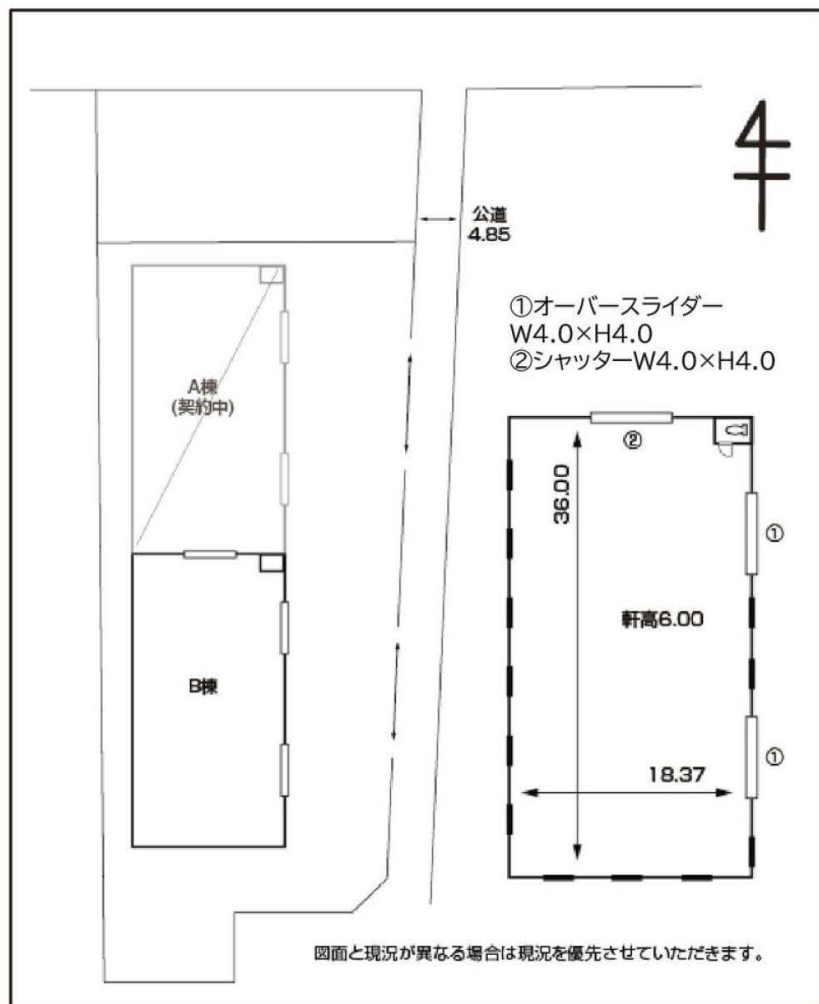 公道
4.85
①オーバースライダー
W4.0×H4.0
②シャッターW4.0×H4.0
A棟
(契約中)
②
36.00
①
軒高6.00
B棟
①
18.37
図面と現況が異なる場合は現況を優先させていただきます。